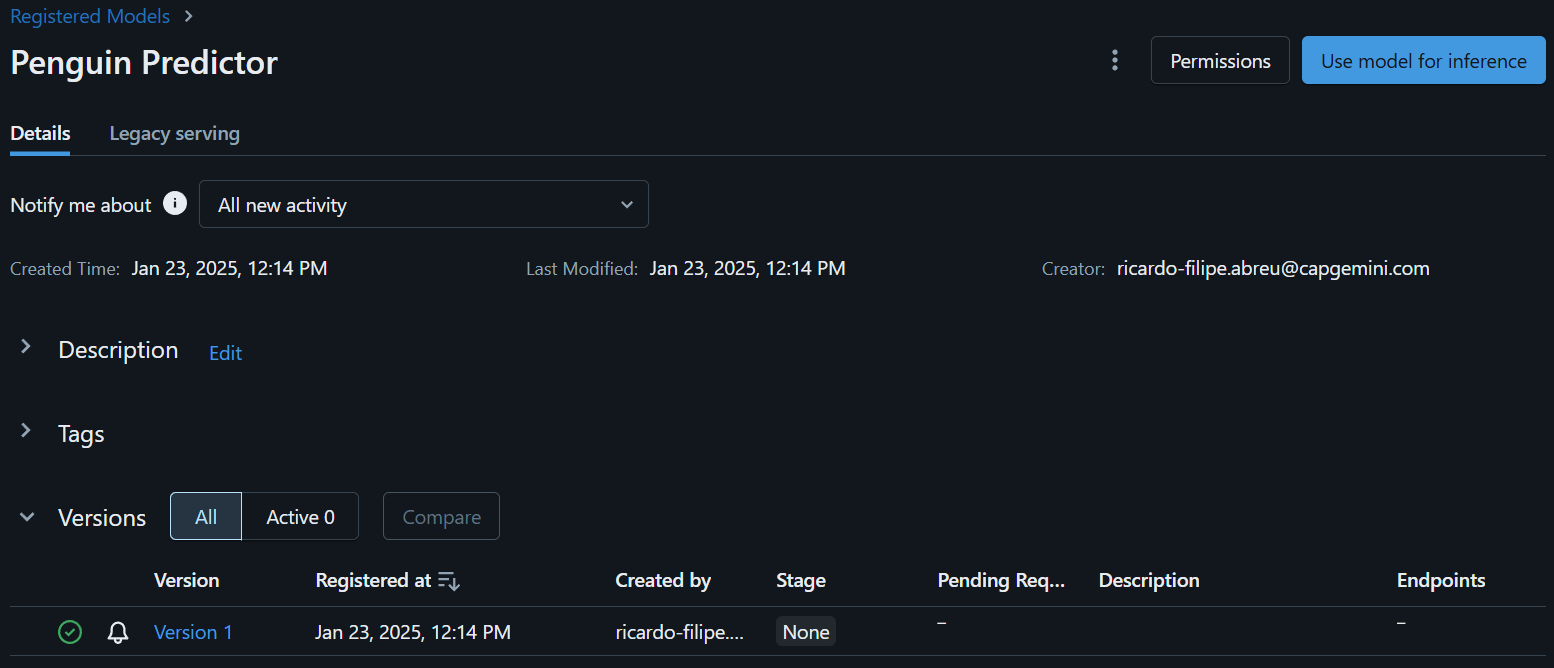 Registered Models
Penguin Predictor
Permissions
Use model for inference
Details Legacy serving
Notify me about All new activity
Created Time: Jan 23, 2025, 12:14 PM Last Modified: Jan 23, 2025, 12:14 PM Creator: ricardo-filipe.abreu@capgemini.com
Description Edit
Tags
Versions All Active 0 Compare
Version Registered at Created by Stage Pending Req... Description Endpoints
Version 1 Jan 23, 2025, 12:14 PM ricardo-filipe.... None – –